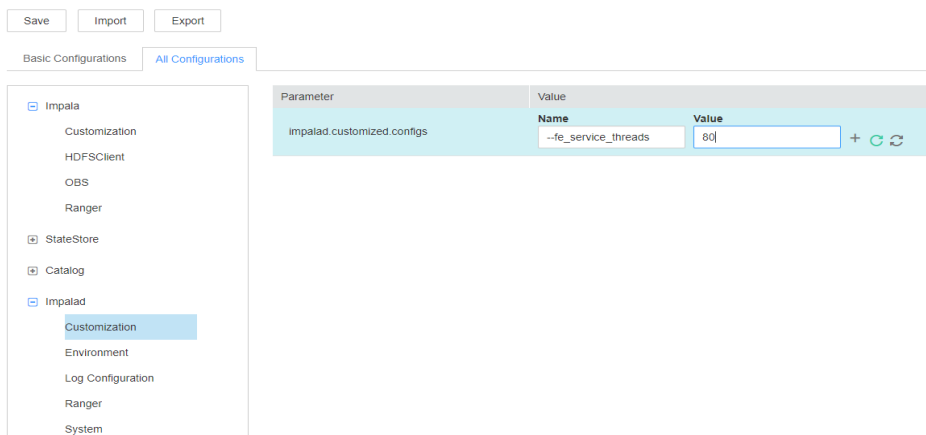 Save Import Export
Basic Configurations All Configurations
Impala
Customization
HDFSClient
OBS
Ranger
StateStore
Catalog
Impalad
Customization
Environment
Log Configuration
Ranger
System
Parameter Value
Name Value
impalad.customized.configs --fe_service_threads 80